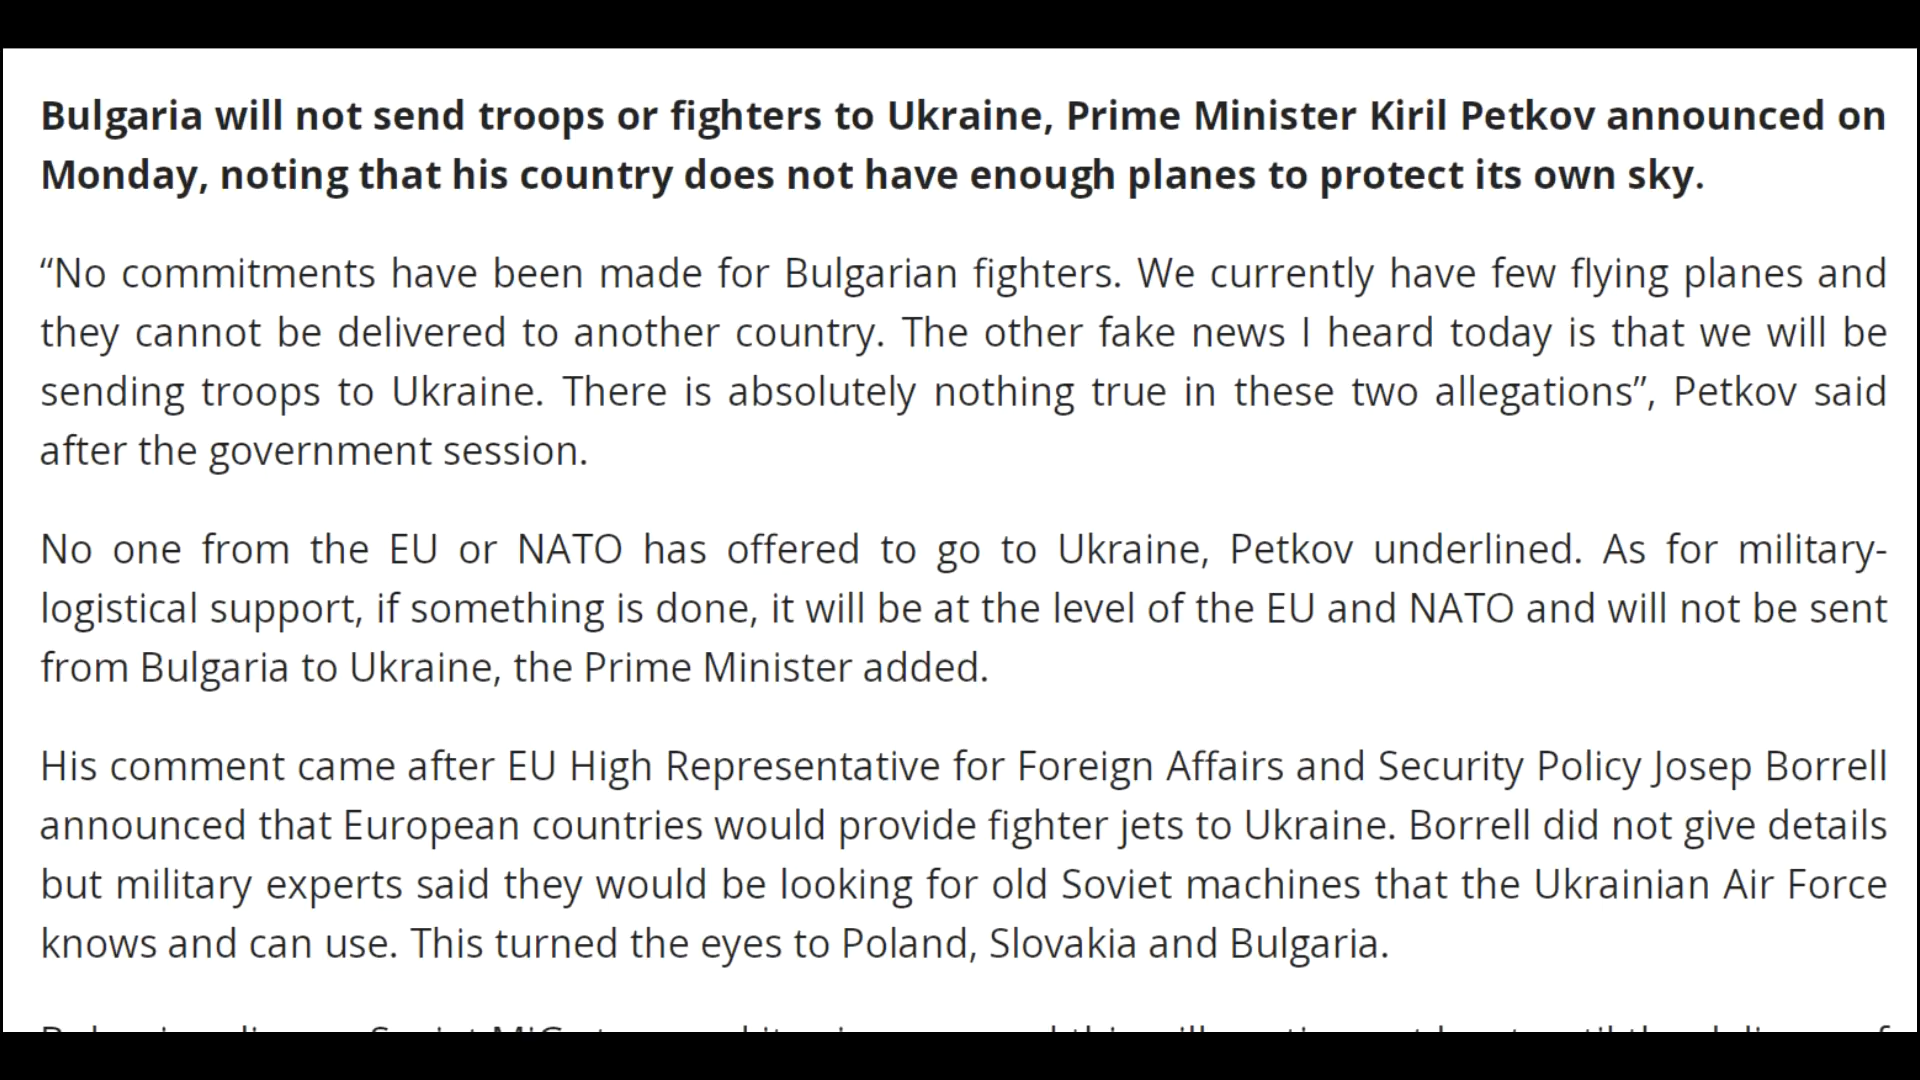 Bulgaria will not send troops or fighters to Ukraine, Prime Minister Kiril Petkov announced on
Monday, noting that his country does not have enough planes to protect its own sky.
“No commitments have been made for Bulgarian fighters. We currently have few flying planes and
they cannot be delivered to another country. The other fake news I heard today is that we will be
sending troops to Ukraine. There is absolutely nothing true in these two allegations”, Petkov said
after the government session.
No one from the EU or NATO has offered to go to Ukraine, Petkov underlined. As for military-
logistical support, if something is done, it will be at the level of the EU and NATO and will not be sent
from Bulgaria to Ukraine, the Prime Minister added.
His comment came after EU High Representative for Foreign Affairs and Security Policy Josep Borrell
announced that European countries would provide fighter jets to Ukraine. Borrell did not give details
but military experts said they would be looking for old Soviet machines that the Ukrainian Air Force
knows and can use. This turned the eyes to Poland, Slovakia and Bulgaria.